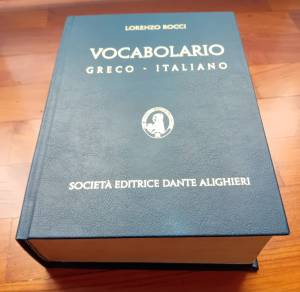 LORENZO ROCCI
VOCABOLARIO
GRECO - ITALIANO
SOCIETÀ EDITRICE DANTE ALIGHIERI